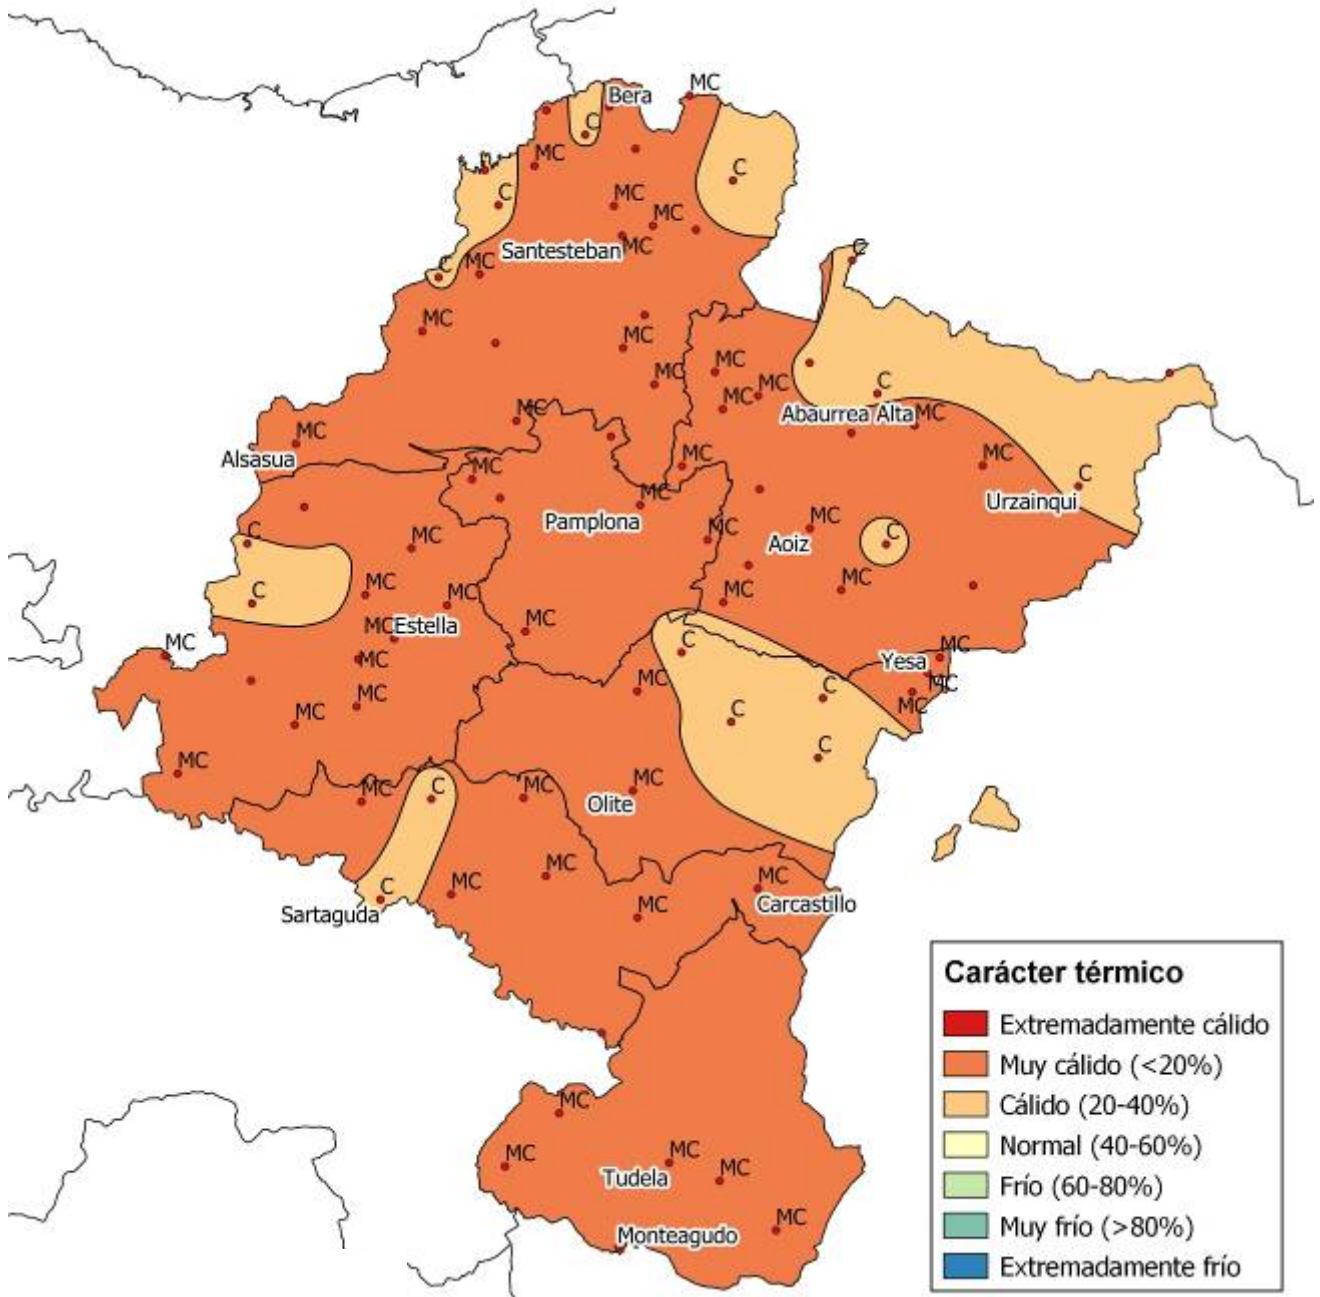 MC
Bera
C
MC
C
MC
C
MC
Santesteban
MC
C
C
MC
MC
MC
MC
MC
C
MC
MC
Abaurrea Alta
MC
MC
MC
Alsasua
MC
MC
MC
C
Urzainqui
MC
Pamplona
C
MC
MC
Aoiz
MC
C
C
MC
MC
MC
MC
MC
Estella
MC
C
MC
MC
Yesa
MC
MC
MC
C
MC
MC
MC
C
C
MC
MC
C
MC
MC
Olite
C
Sartaguda
MC
MC
MC
MC
Carcastillo
MC
MC
MC
Tudela
MC
MC
Monteagudo
Carácter térmico
Extremadamente cálido
Muy cálido (<20%)
Cálido (20-40%)
Normal (40-60%)
Frío (60-80%)
Muy frío (>80%)
Extremadamente frío